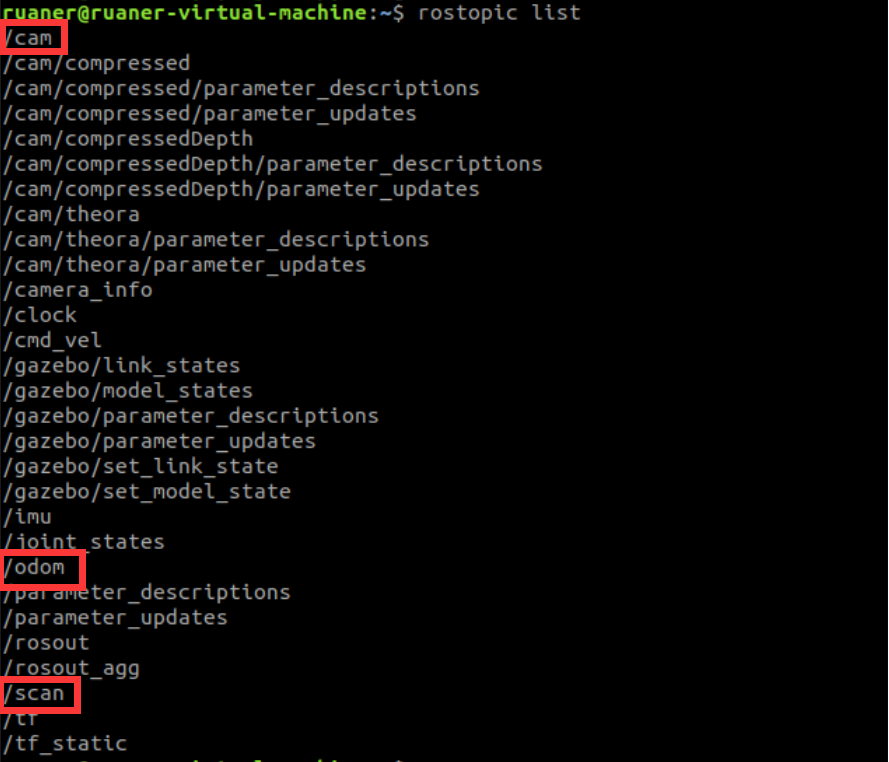 ruaner@ruaner-virtual-machine:~$ rostopic list
/cam
/cam/compressed
/cam/compressed/parameter_descriptions
/cam/compressed/parameter_updates
/cam/compressedDepth
/cam/compressedDepth/parameter_descriptions
/cam/compressedDepth/parameter_updates
/cam/theora
/cam/theora/parameter_descriptions
/cam/theora/parameter_updates
/camera_info
/clock
/cmd_vel
/gazebo/link_states
/gazebo/model_states
/gazebo/parameter_descriptions
/gazebo/parameter_updates
/gazebo/set_link_state
/gazebo/set_model_state
/imu
/joint_states
/odom
/parameter_descriptions
/parameter_updates
/rosout
/rosout_agg
/scan
/tf
/tf_static